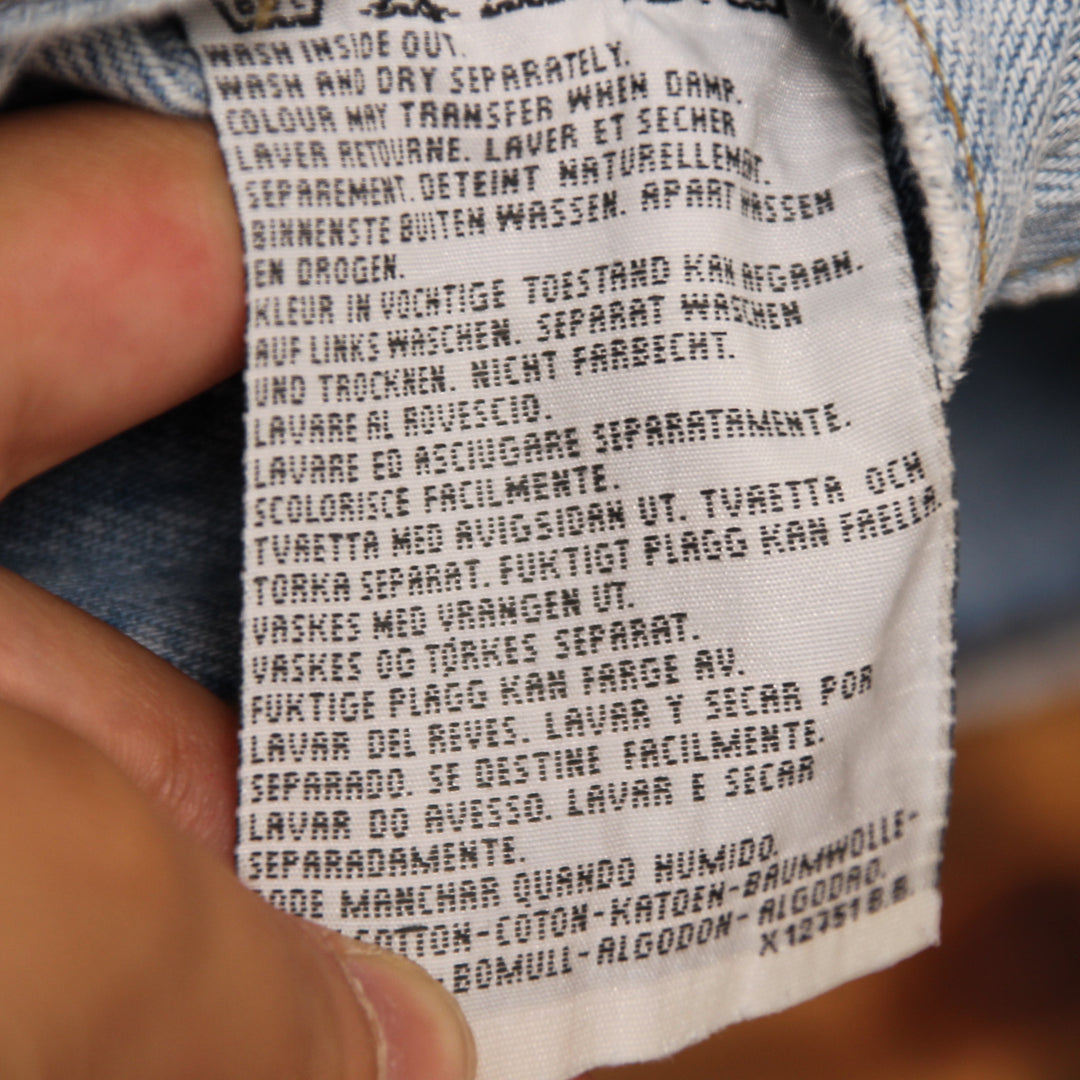 WASH INSIDE OUT.
WASH AND DRY SEPARATELY.
COLOUR MAY TRANSFER WHEN DAMP.
LAVER RETOURNE. LAVER ET SECHER
SEPAREMENT. DETEINT NATURELLEMENT.
BINNENSTE BUITEN WASSEN. APART WASSEN
EN DROGEN.
KLEUR IN VOCHTIGE TOESTAND KAN AFGAAN.
AUF LINKS WASCHEN. SEPARAT WASCHEN
UND TROCKNEN. NICHT FARBECHT.
LAVARE AL ROVESCIO.
LAVARE ED ASCIUGARE SEPARATAMENTE.
SCOLORISCE FACILMENTE.
TVAETTA MED AVIGSIDAN UT. TVAETTA OCH
TORKA SEPARAT. FUKTIGT PLAGG KAN FAELLA.
VASKES MED VRANGEN UT.
VASKES OG TORKES SEPARAT.
FUKTIGE PLAGG KAN FARGE AV.
LAVAR DEL REVES. LAVAR Y SECAR POR
SEPARADO. SE DESTINE FACILMENTE.
LAVAR DO AVESSO. LAVAR E SECAR
SEPARADAMENTE.
MANCHAR QUANDO HUMIDO.
COTTON-COTON-KATOEN-BAUMWOLLE-
-BOMULL-ALGODON-ALGODAO.